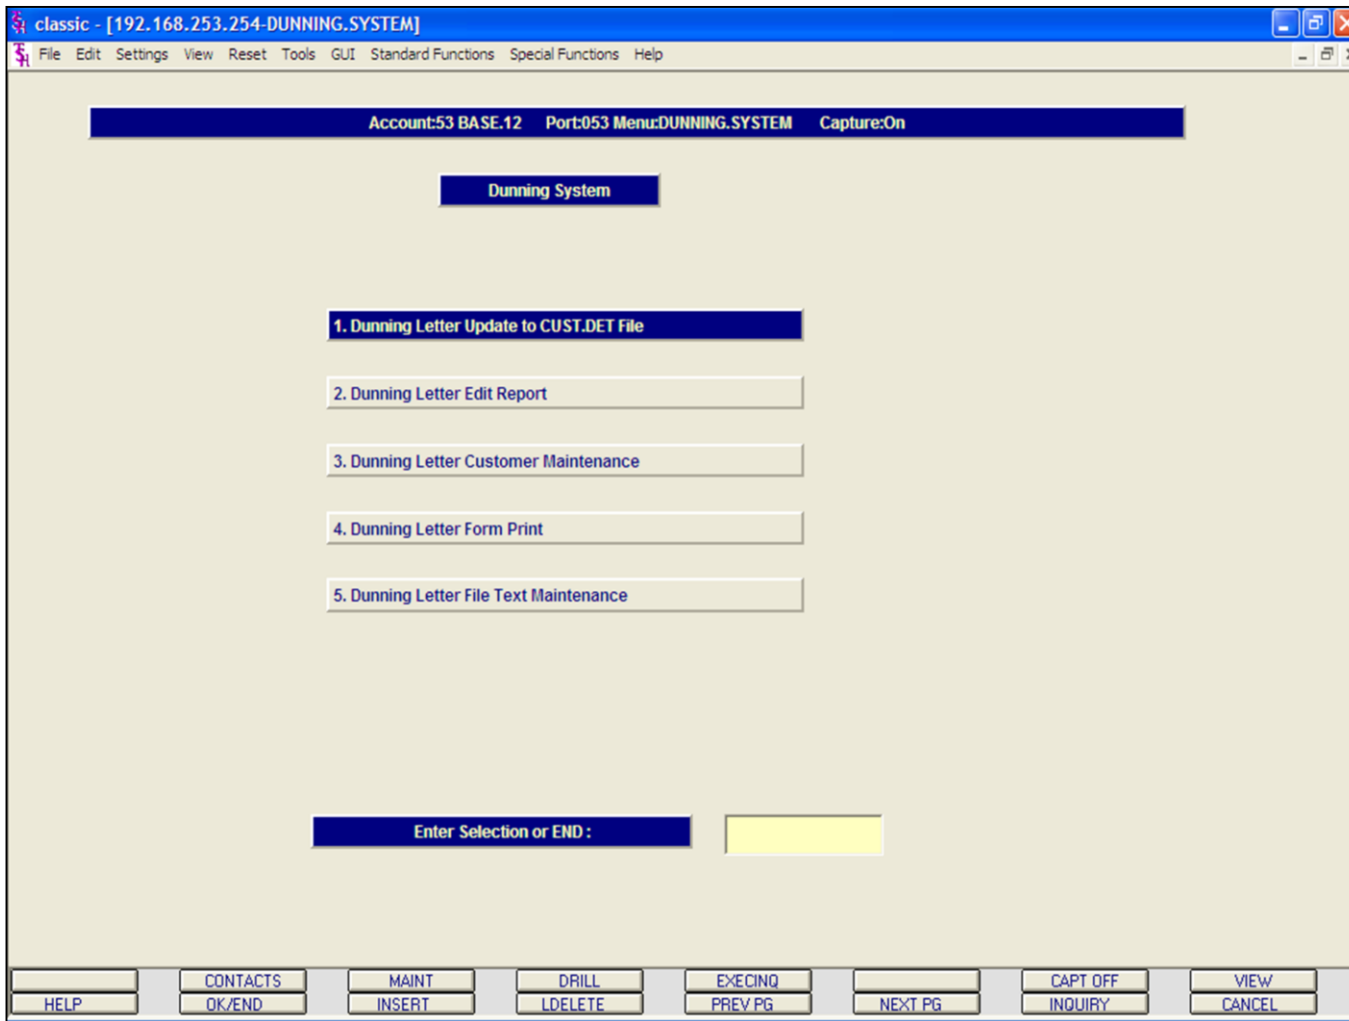 classic - [192.168.253.254-DUNNING.SYSTEM]
File Edit Settings View Reset Tools GUI Standard Functions Special Functions Help
Account:53 BASE.12 Port:053 Menu:DUNNING.SYSTEM Capture:On
Dunning System
1. Dunning Letter Update to CUST.DET File
2. Dunning Letter Edit Report
3. Dunning Letter Customer Maintenance
4. Dunning Letter Form Print
5. Dunning Letter File Text Maintenance
Enter Selection or END :
CONTACTS MAINT DRILL EXECINQ CAPT OFF VIEW
HELP OK/END INSERT LDELETE PREV PG NEXT PG INQUIRY CANCEL